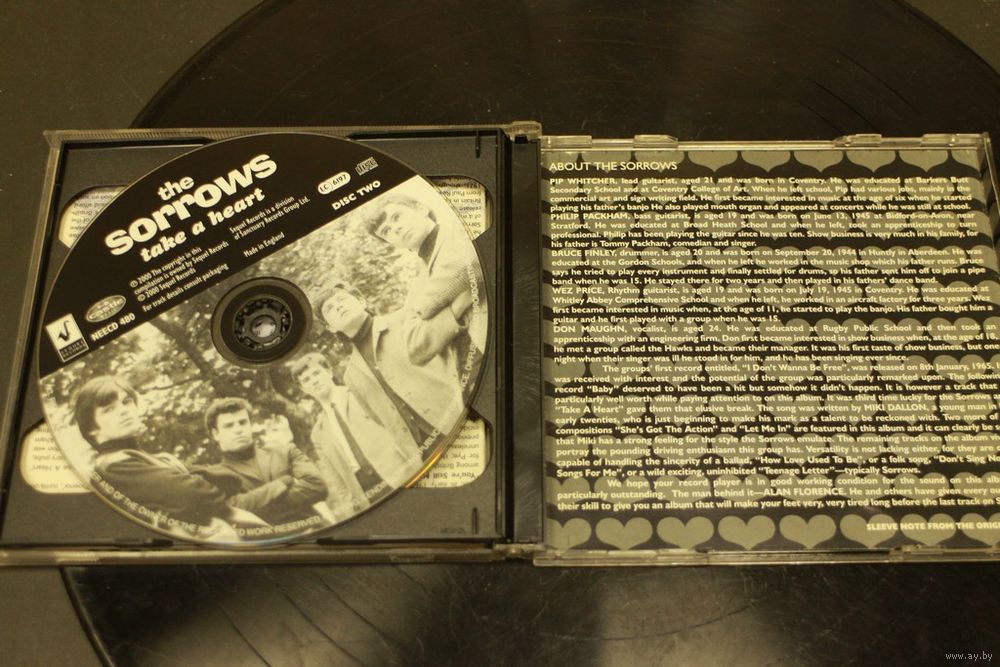 the
sorrows
take a heart
LC 6197
DISC TWO
℗ 2000 The copyright in this
compilation is owned by Sequel Records
© 2000 Sequel Records
For track details consult packaging
Sequel Records is a division
of Sanctuary Records Group Ltd.
Made in England
NEECD 480
ABOUT THE SORROWS
PIP WHITCHER, lead guitarist, aged 21 and was born in Coventry. He was educated at Barkers Butt
Secondary School and at Coventry College of Art. When he left school, Pip had various jobs, mainly in
commercial art and sign writing field. He first became interested in music at the age of six when he started
playing his father's banjo He also played mouth organ and appeared at concerts while he was still at school.
PHILIP PACKHAM, bass guitarist, is aged 19 and was born on June 13, 1945 at Bidford-on-Avon, near
Stratford. He was educated at Broad Heath School and when he left, took an apprenticeship to turn
professional. Philip has been playing the guitar since he was ten. Show business is very much in his family, for
his father is Tommy Packham, comedian and singer.
BRUCE FINLEY, drummer, is aged 20 and was born on September 20, 1944 in Huntly in Aberdeen. He was
educated at the Gordon Schools, and when he left he worked in the music shop which his father runs. Bruce
says he tried to play every instrument and finally settled for drums, so his father sent him off to join a pipe
band when he was 15. He stayed there for two years and then played in his fathers' dance band.
WEZ PRICE, Rhythm guitarist, is aged 19 and was born on July 19, 1945 in Coventry. He was educated at
Whitley Abbey Comprehensive School and when he left, he worked in an aircraft factory for three years. Wez
first became interested in music when, at the age of 11, he started to play the banjo. His father bought him a
guitar and he first played with a group when he was 15.
DON MAUGHN, vocalist, is aged 24. He was educated at Rugby Public School and then took an
apprenticeship with an engineering firm. Don first became interested in show business when, at the age of 18,
he met a group called the Hawks and became their manager. It was his first taste of show business, but one
night when their singer was ill he stood in for him, and he has been singing ever since.
The groups' first record entitled, "I Don't Wanna Be Free", was released on 8th January, 1965,
was received with interest and the potential of the group was particularly remarked upon. The following
record "Baby" deserved to have been a hit but somehow it didn't happen. It is however a track that
particularly well worth while paying attention to on this album. It was third time lucky for the Sorrows
"Take A Heart" gave them that elusive break. The song was written by MIKI DALLON, a young man in
early twenties, who is just beginning to make his mark as a talent to be reckoned with. Two more of
compositions "She's Got The Action" and "Let Me In" are featured in this album and it can clearly be
that Miki has a strong feeling for the style the Sorrows emulate. The remaining tracks on the album
portray the pounding driving enthusiasm this group has. Versatility is not lacking either, for they are
capable of handling the sincerity of a ballad, "How Love Used To Be", or a folk song, "Don't Sing No
Songs For Me", or a wild exciting, uninhibited "Teenage Letter"—typically Sorrows.
We hope your record player is in good working condition for the sound on this album
particularly outstanding. The man behind it—ALAN FLORENCE. He and others have given every
their skill to give you an album that will make your feet very, very tired long before the last track on
SLEEVE NOTE FROM THE
www.ay.by